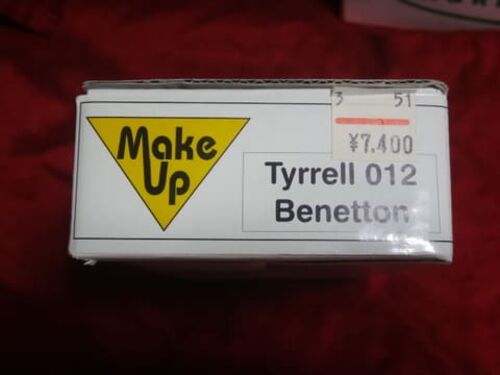 Make
Up
3 51
¥7,400
Tyrrell 012
Benetton